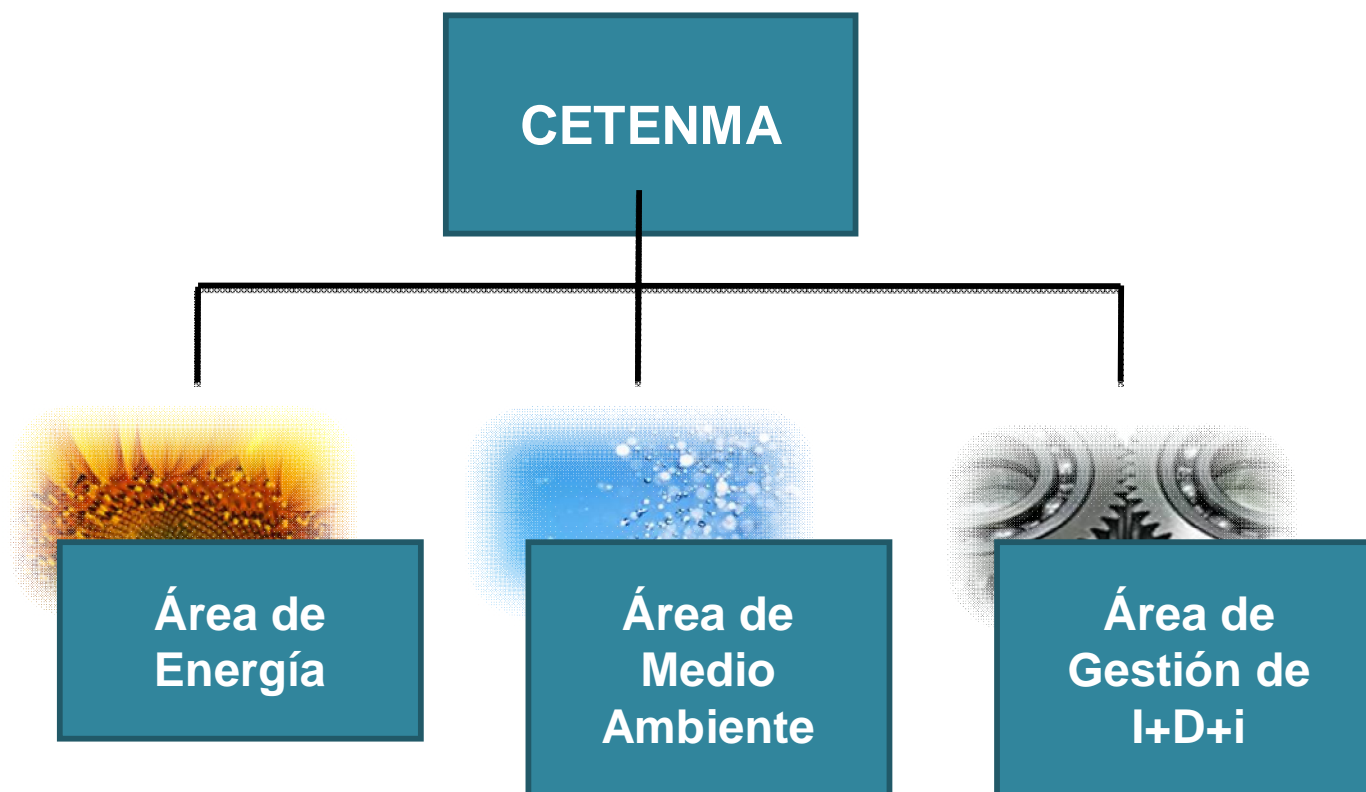 CETENMA
Área de
Energía
Área de
Medio
Ambiente
Área de
Gestión de
I+D+i